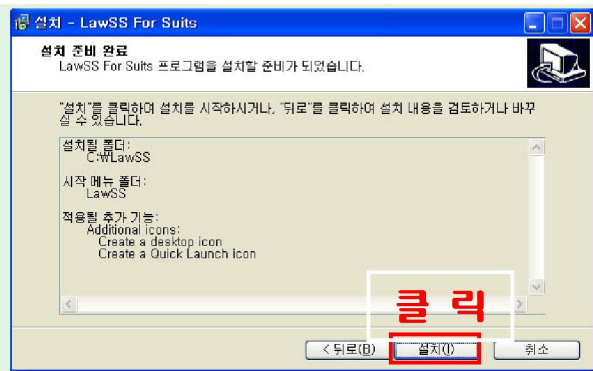 설치 - LawSS For Suits
설치 준비 완료
LawSS For Suits 프로그램을 설치할 준비가 되었습니다.
"설치"를 클릭하여 설치를 시작하시거나, "뒤로"를 클릭하여 설치 내용을 검토하거나 바꾸
실 수 있습니다.
설치될 폴더:
C:₩LawSS
시작 메뉴 폴더:
LawSS
적용될 추가 기능:
Additional icons:
Create a desktop icon
Create a Quick Launch icon
클 릭
< 뒤로(B)
설치(I)
취소